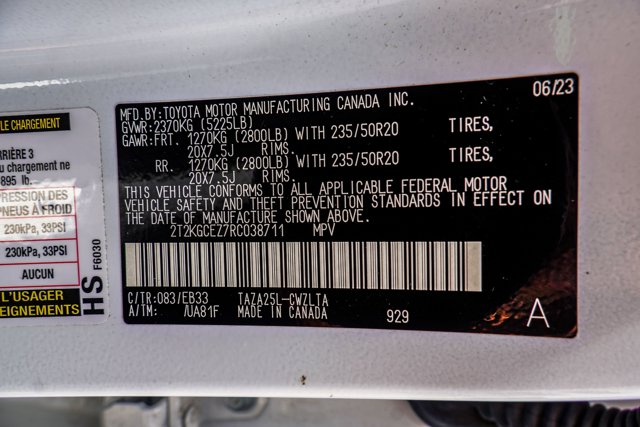 LE CHARGEMENT
ARRIÈRE 3
u chargement ne
895 lb.
PRESSION DES
PNEUS À FROID
230kPa, 33PSI
230kPa, 33PSI
AUCUN
L'USAGER
EIGNEMENTS
HS F6030
06/23
MFD.BY:TOYOTA MOTOR MANUFACTURING CANADA INC.
GVWR:2370KG (5225LB)
GAWR:FRT. 1270KG (2800LB) WITH 235/50R20 TIRES,
20X7.5J RIMS.
RR. 1270KG (2800LB) WITH 235/50R20 TIRES,
20X7.5J RIMS.
THIS VEHICLE CONFORMS TO ALL APPLICABLE FEDERAL MOTOR
VEHICLE SAFETY AND THEFT PREVENTION STANDARDS IN EFFECT ON
THE DATE OF MANUFACTURE SHOWN ABOVE.
2T2KGCEZ7RC038711 MPV
C/TR:083/EB33 TAZA25L-CWZLTA
A/TM: /UA81F MADE IN CANADA 929
A